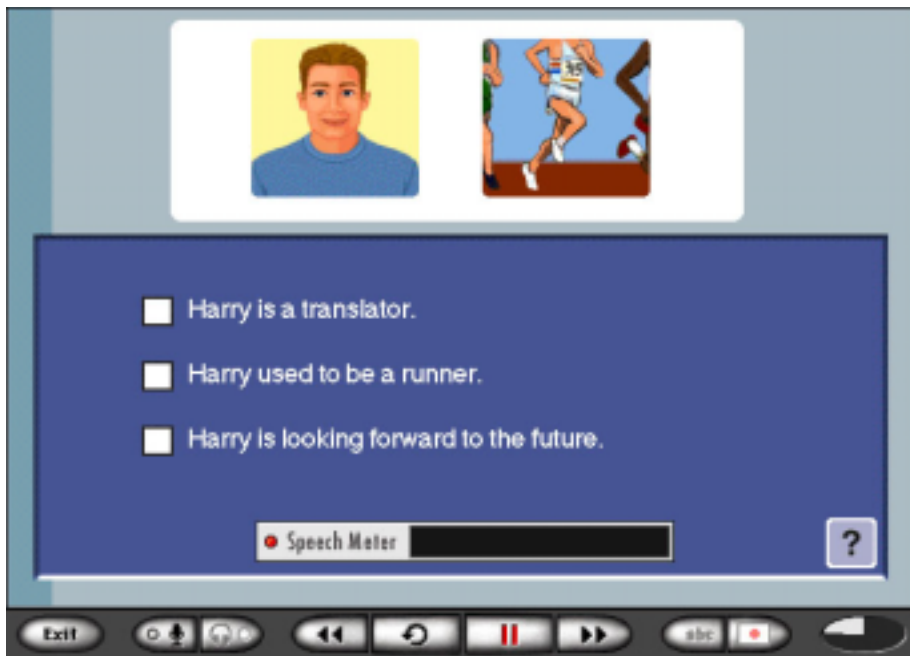 Harry is a translator.
Harry used to be a runner.
Harry is looking forward to the future.
Speech Meter
?
Exit
abc